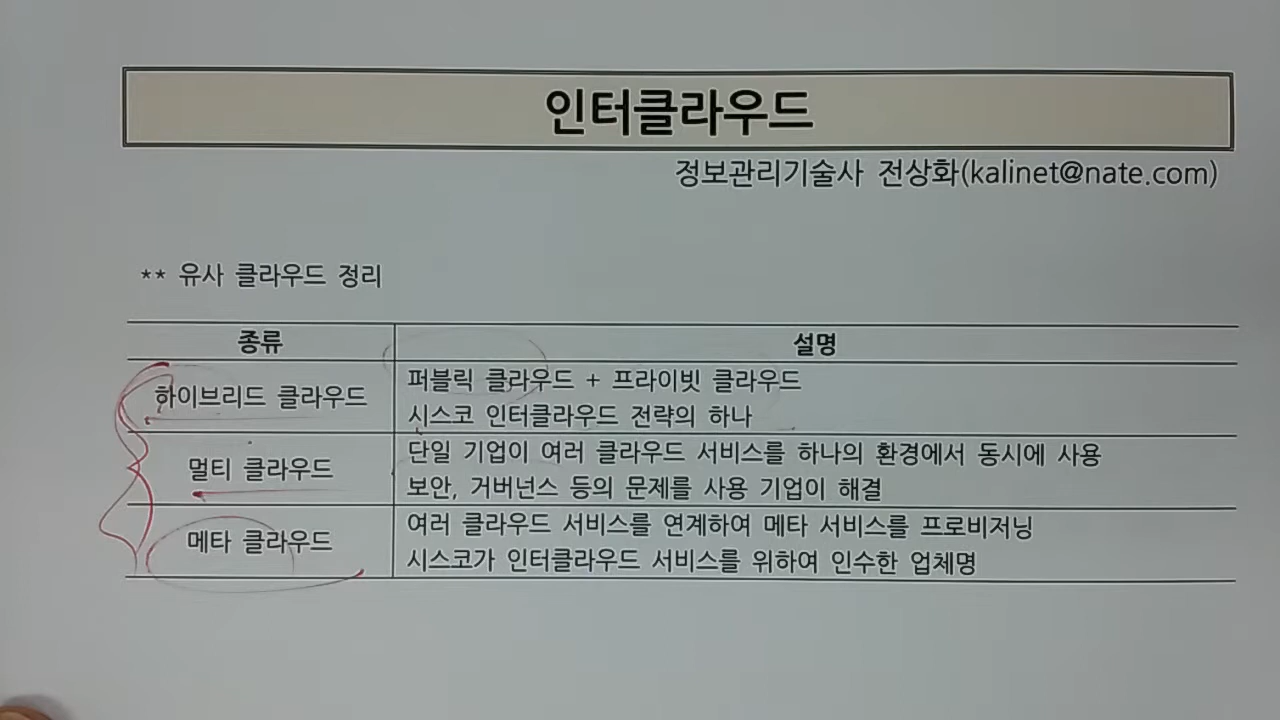 인터클라우드
정보관리기술사 전상화(kalinet@nate.com)
** 유사 클라우드 정리
종류 설명
하이브리드 클라우드 퍼블릭 클라우드 + 프라이빗 클라우드
시스코 인터클라우드 전략의 하나
멀티 클라우드 단일 기업이 여러 클라우드 서비스를 하나의 환경에서 동시에 사용
보안, 거버넌스 등의 문제를 사용 기업이 해결
메타 클라우드 여러 클라우드 서비스를 연계하여 메타 서비스를 프로비저닝
시스코가 인터클라우드 서비스를 위하여 인수한 업체명